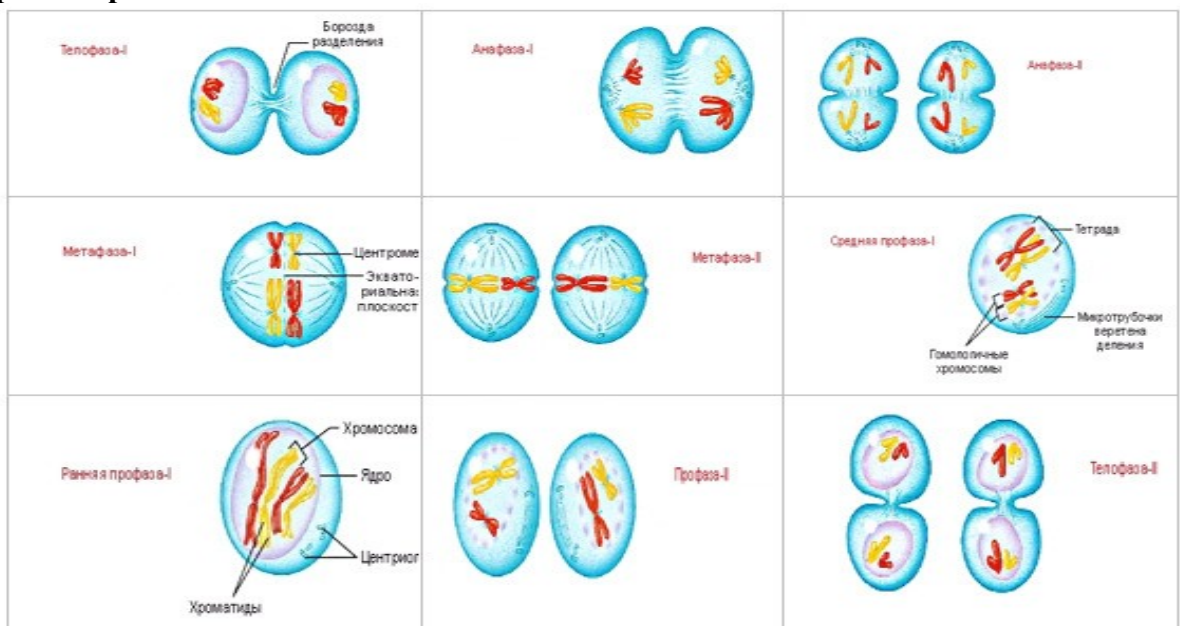 Телофаза-I
Борозда
разделения
Анафаза-I
Анафаза-II
Метафаза-I
Центроме
Эквато-
риальна
плоскост
Метафаза-II
Средняя профаза-I
Тетрада
Микротрубочки
веретена
деления
Гомологичные
хромосомы
Ранняя профаза-I
Хромосома
Ядро
Центриол
Хроматиды
Профаза-II
Телофаза-II